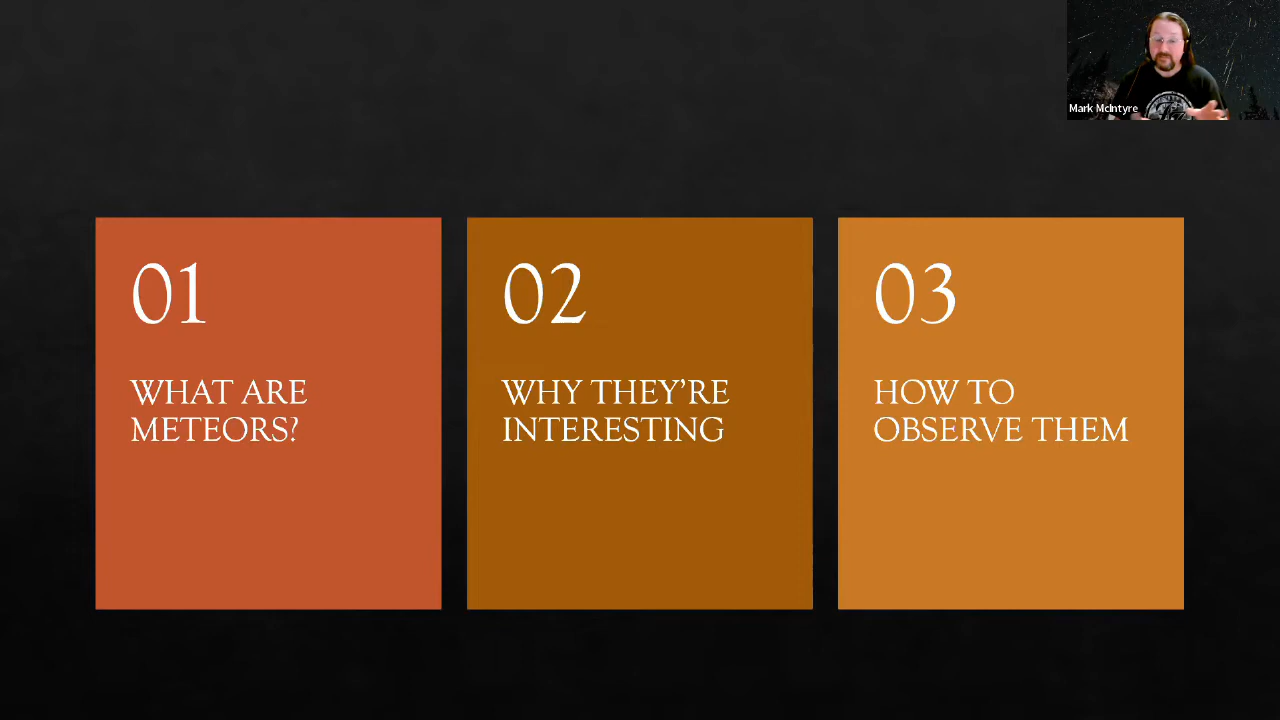 Mark McIntyre
01
WHAT ARE
METEORS?
02
WHY THEY’RE
INTERESTING
03
HOW TO
OBSERVE THEM